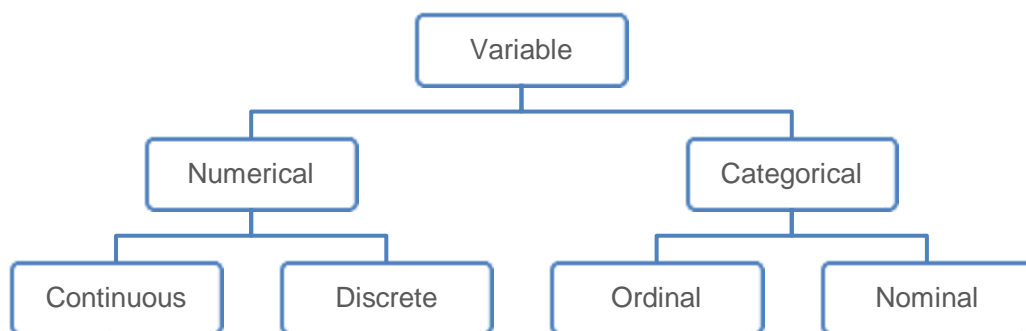 Variable
Numerical
Categorical
Continuous
Discrete
Ordinal
Nominal